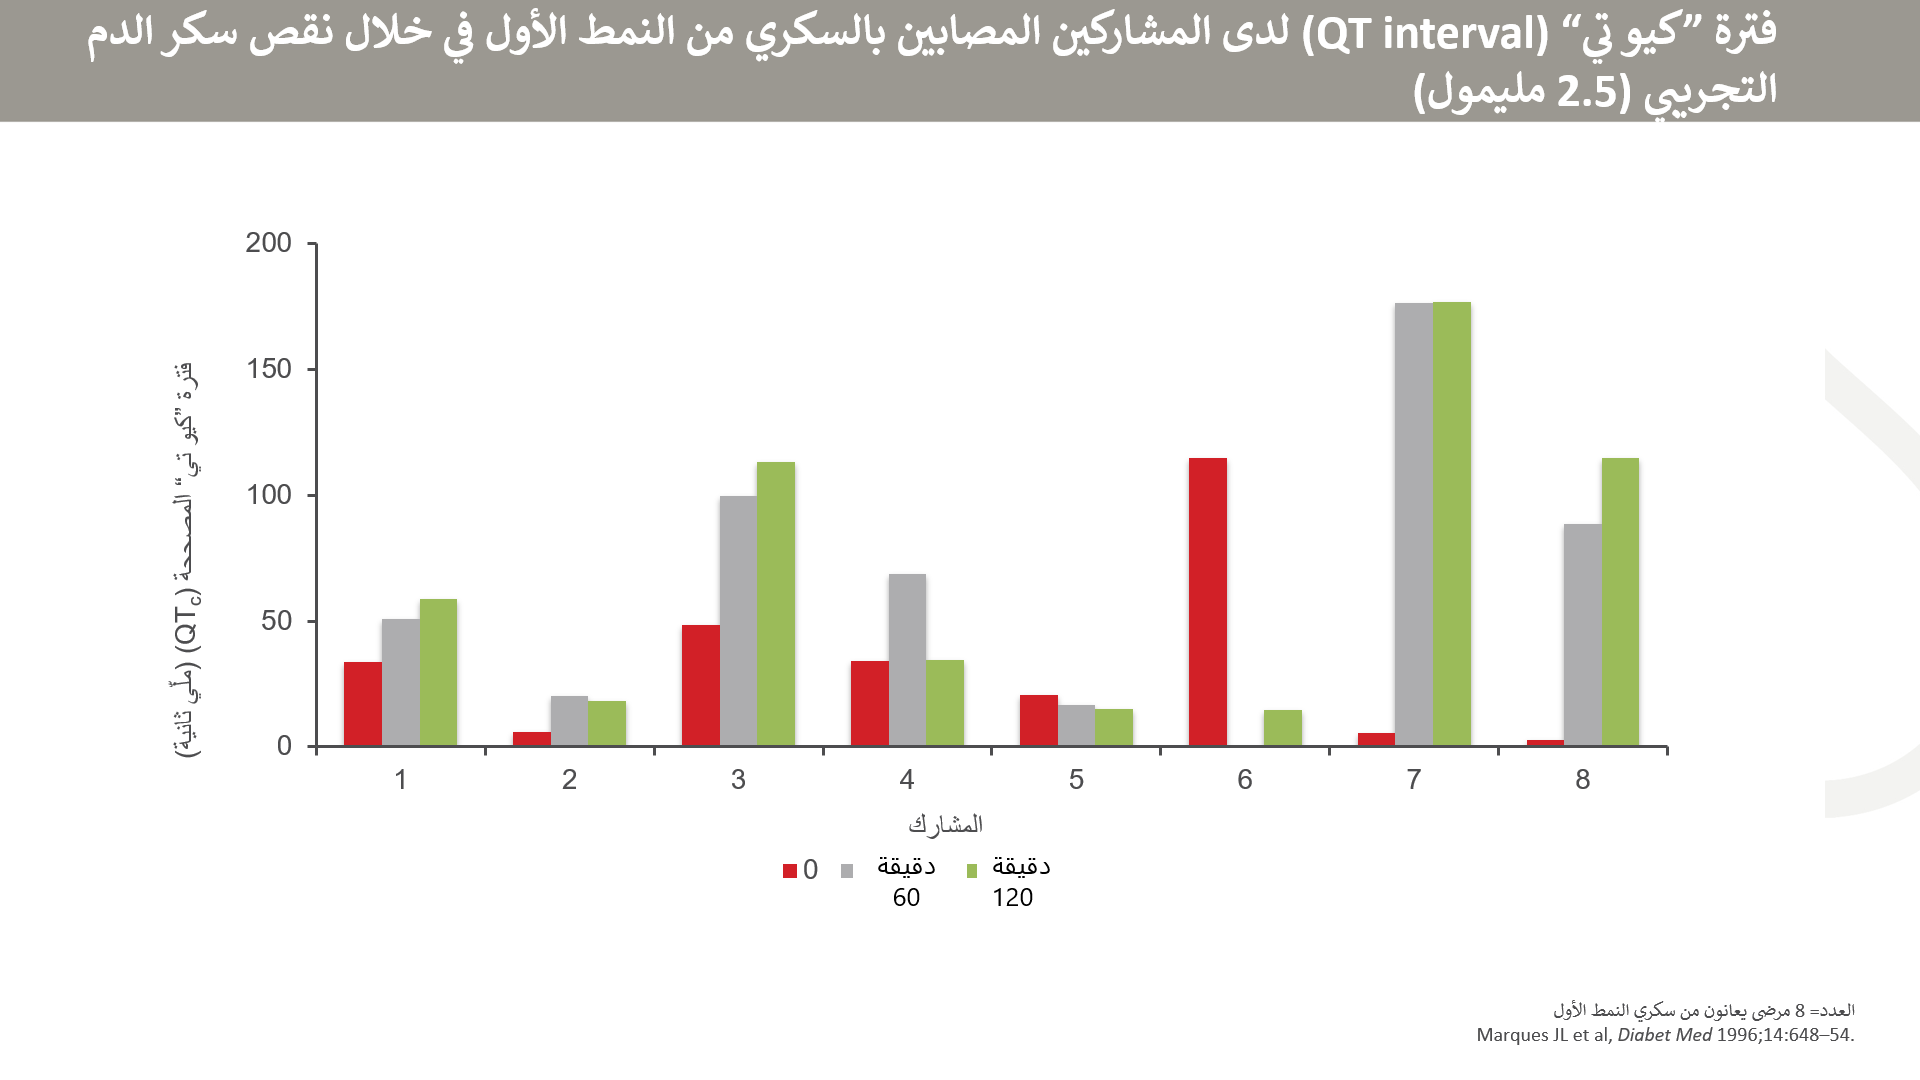 فترة ”كيو تي“ (QT interval) لدى المشاركين المصابين بالسكري من النمط الأول في خلال نقص سكر الدم
التجريبي (2.5 مليمول)
فترة ”كيو تي“ المصححة (QTc) (ملّي ثانية)
200
150
100
50
0
1 2 3 4 5 6 7 8
المشارك
0 دقيقة 60 دقيقة 120
العدد= 8 مرضى يعانون من سكري النمط الأول
Marques JL et al, Diabet Med 1996;14:648–54.